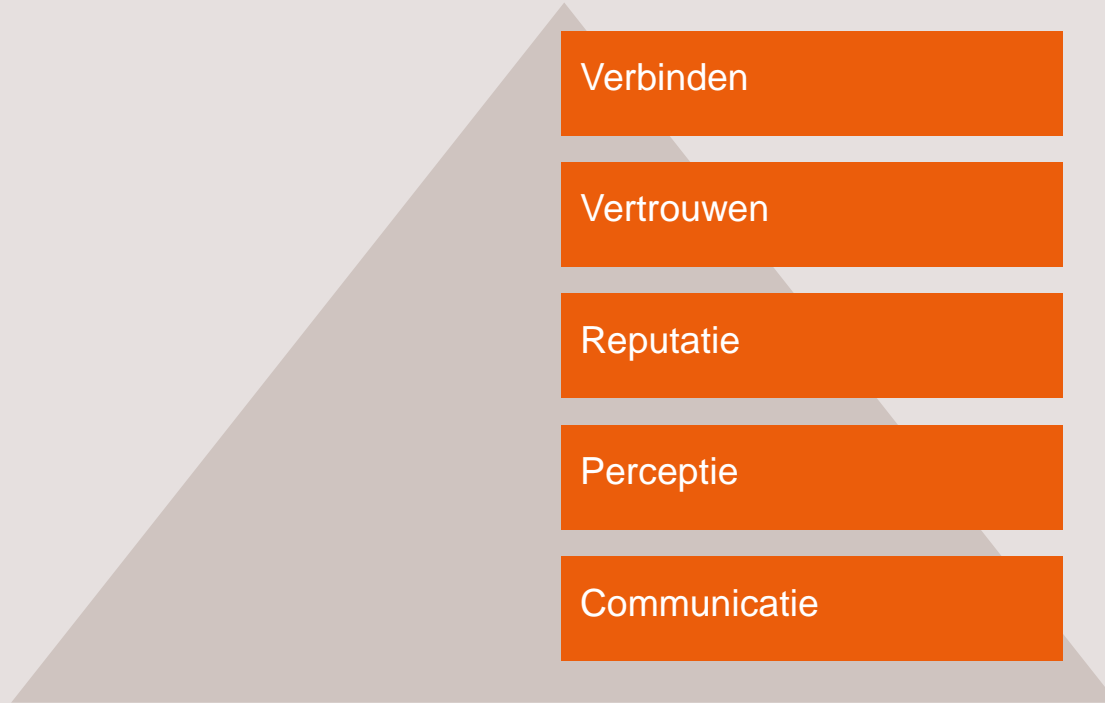 Verbinden
Vertrouwen
Reputatie
Perceptie
Communicatie